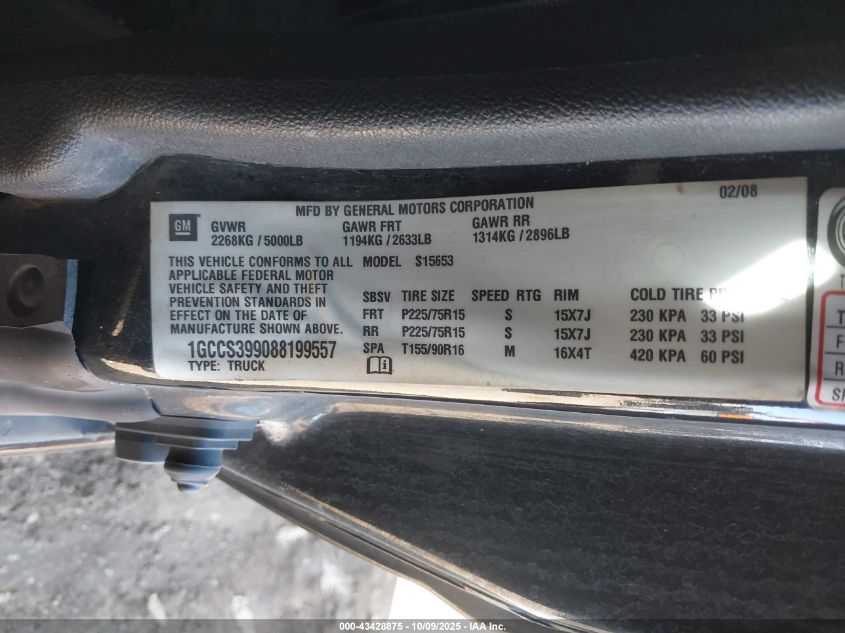 MFD BY GENERAL MOTORS CORPORATION 02/08
GM GVWR GAWR FRT GAWR RR
2268KG / 5000LB 1194KG / 2633LB 1314KG / 2896LB
THIS VEHICLE CONFORMS TO ALL MODEL S15653
APPLICABLE FEDERAL MOTOR
VEHICLE SAFETY AND THEFT
PREVENTION STANDARDS IN
EFFECT ON THE DATE OF
MANUFACTURE SHOWN ABOVE.
1GCCS399088199557
TYPE: TRUCK
SBSV TIRE SIZE SPEED RTG RIM COLD TIRE
FRT P225/75R15 S 15X7J 230 KPA 33 PSI
RR P225/75R15 S 15X7J 230 KPA 33 PSI
SPA T155/90R16 M 16X4T 420 KPA 60 PSI
000-43428875 - 10/09/2025 - IAA Inc.